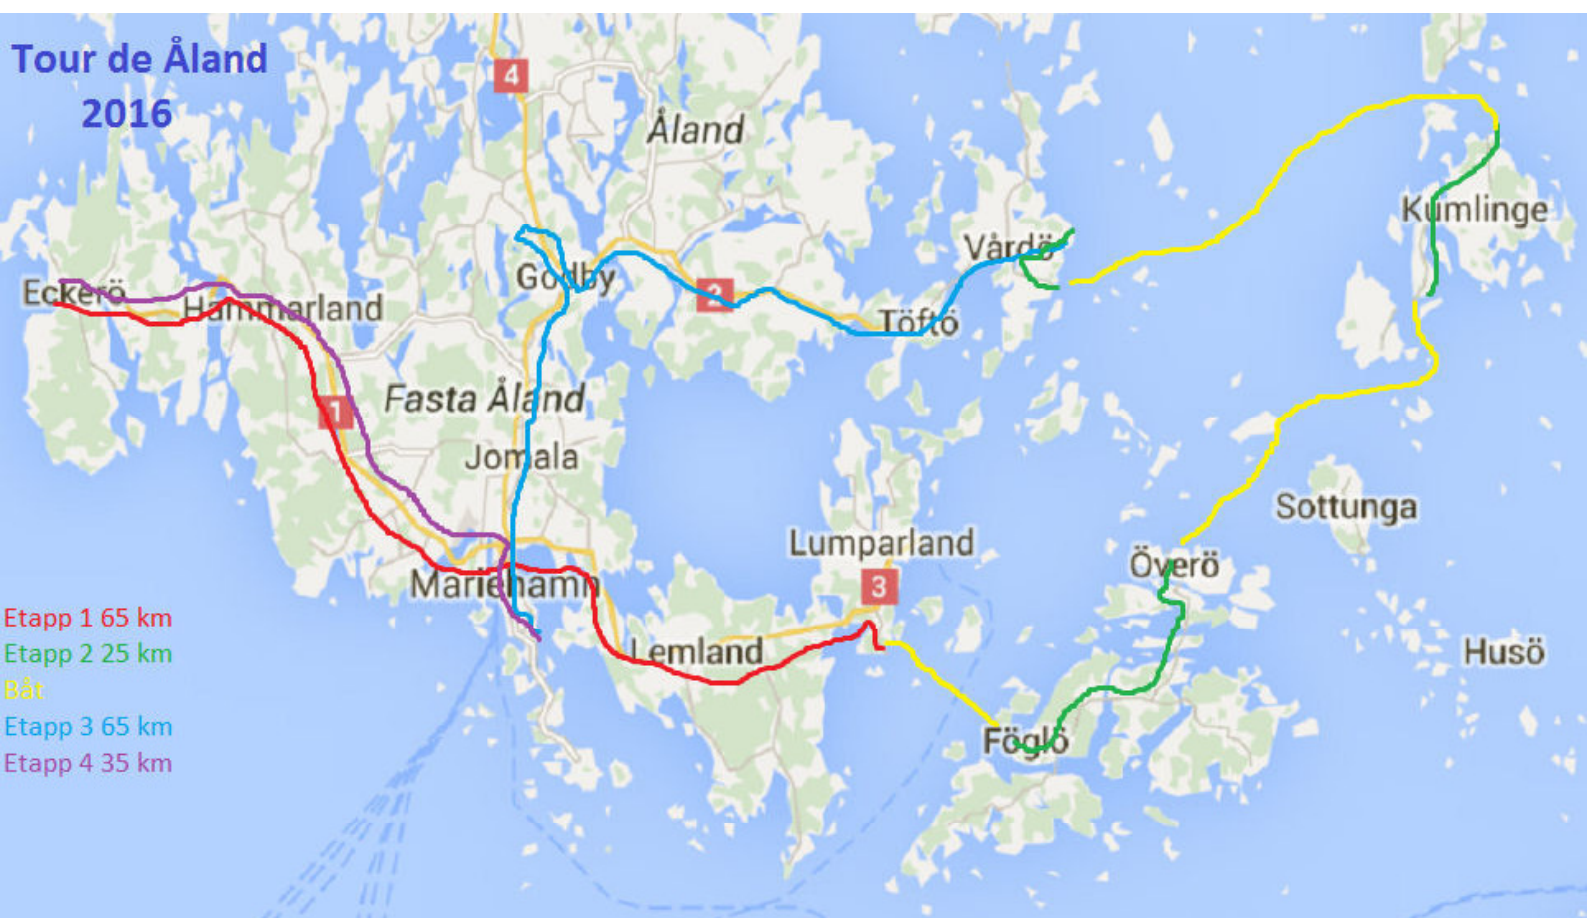 Tour de Åland
2016
4
Åland
Kumlinge
Vårdö
Godby
Eckerö
Hammarland
2
Töftö
Fasta Åland
1
Jomala
Sottunga
Lumparland
Överö
3
Mariehamn
Etapp 1 65 km
Lemland
Husö
Etapp 2 25 km
Båt
Etapp 3 65 km
Föglö
Etapp 4 35 km